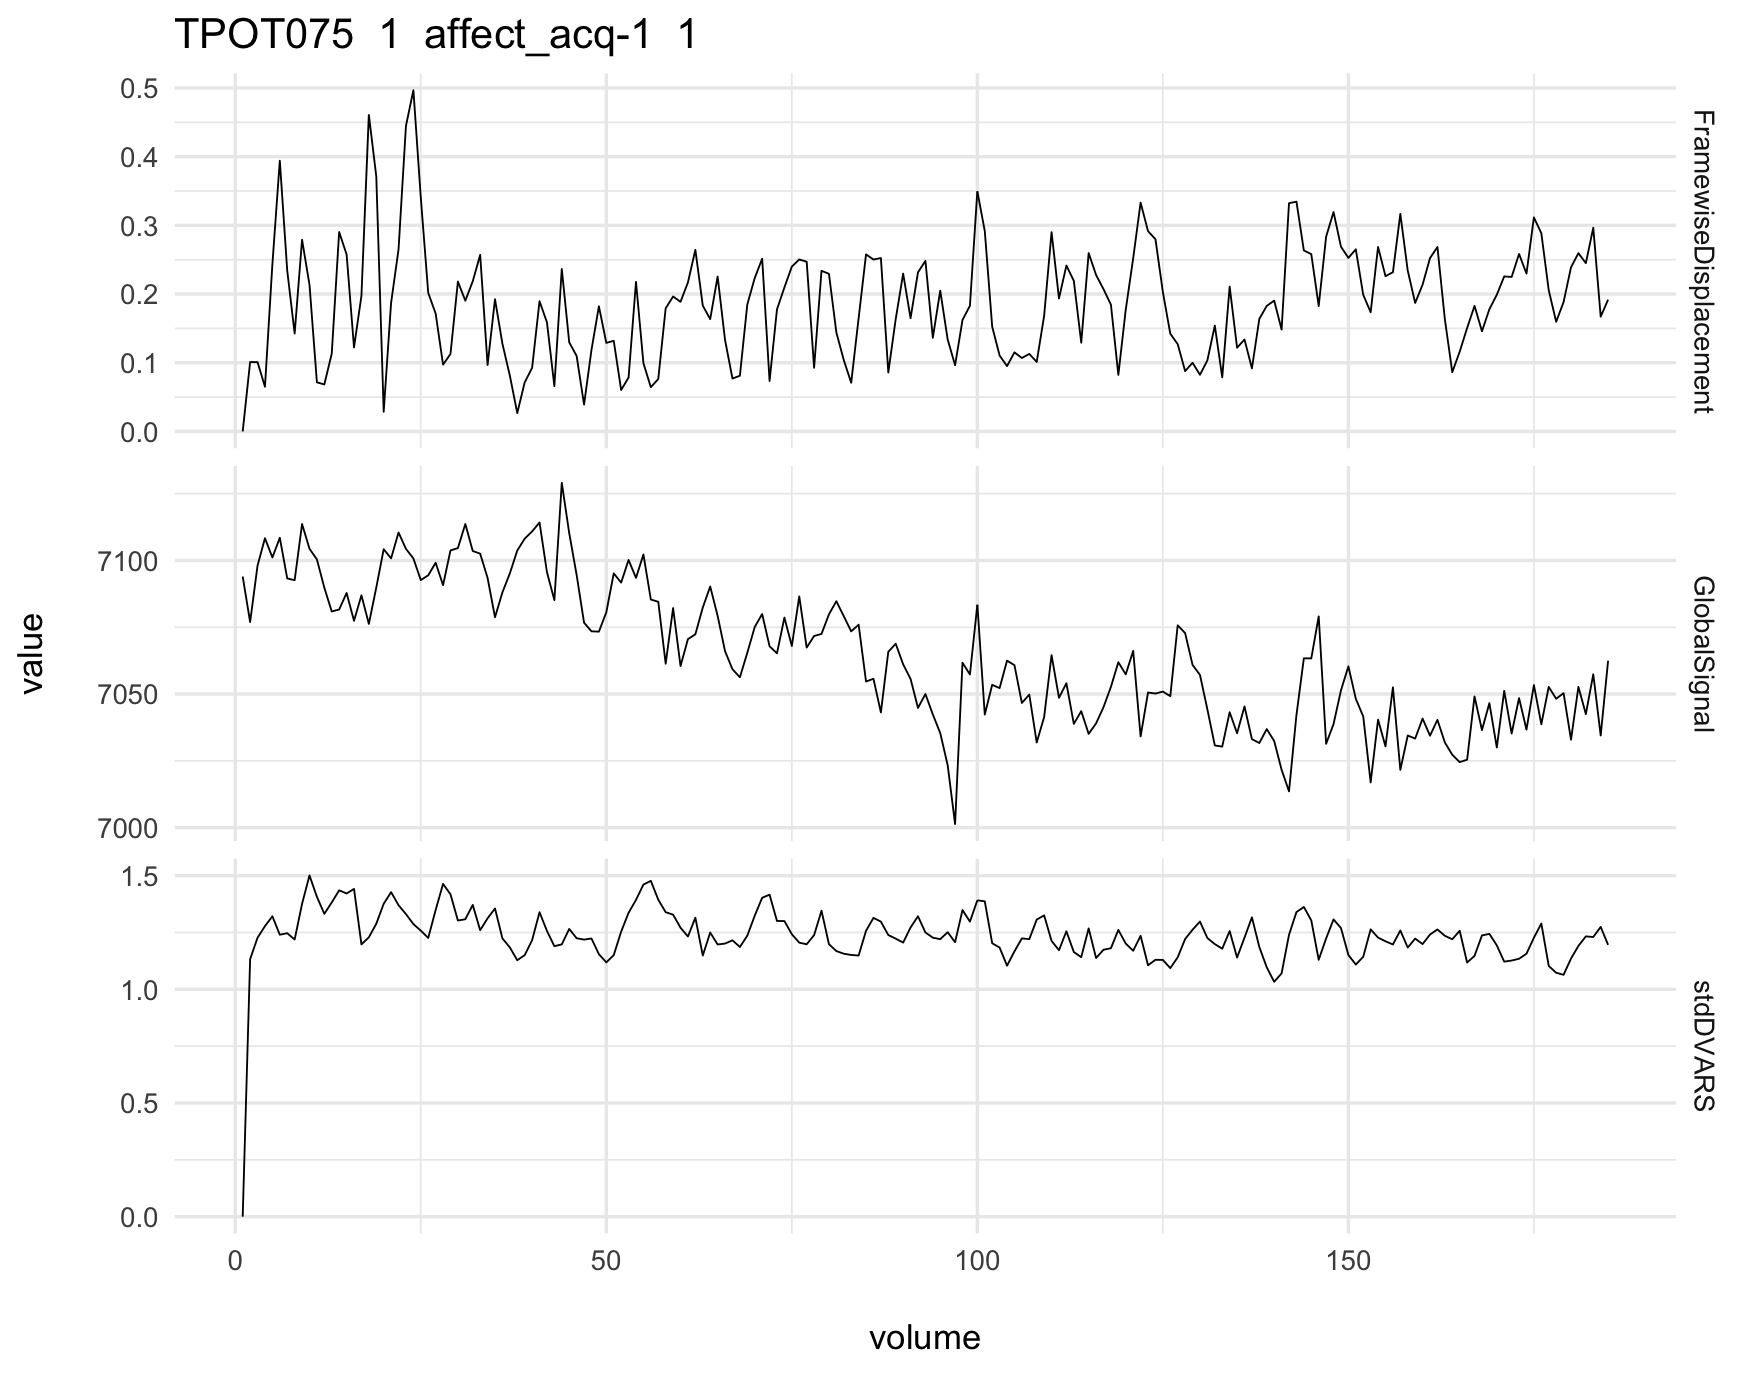 TPOT075 1 affect_acq-1 1
0.5
0.4
0.3
0.2
0.1
0.0
FramewiseDisplacement
7100
7050
7000
GlobalSignal
value
1.5
1.0
0.5
0.0
stdDVARS
0 50 100 150
volume